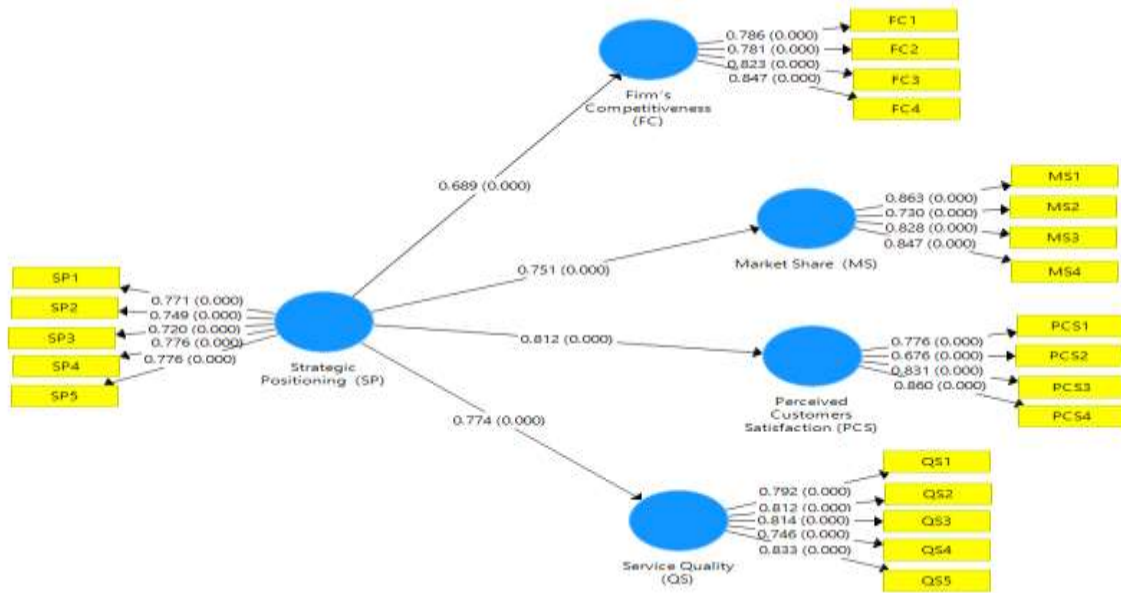 FC1
0.786 (0.000)
0.781 (0.000)
FC2
0.823 (0.000)
FC3
0.847 (0.000)
FC4
Firm's
Competitiveness
(FC)
0.689 (0.000)
MS1
0.863 (0.000)
0.730 (0.000)
MS2
0.828 (0.000)
MS3
0.847 (0.000)
MS4
Market Share (MS)
0.751 (0.000)
SP1
0.771 (0.000)
SP2
0.749 (0.000)
0.720 (0.000)
SP3
0.776 (0.000)
SP4
0.776 (0.000)
SP5
Strategic
Positioning (SP)
0.812 (0.000)
PCS1
0.776 (0.000)
0.676 (0.000)
PCS2
0.831 (0.000)
PCS3
0.860 (0.000)
PCS4
Perceived
Customers
Satisfaction (PCS)
0.774 (0.000)
QS1
0.792 (0.000)
QS2
0.812 (0.000)
0.814 (0.000)
QS3
0.746 (0.000)
QS4
0.833 (0.000)
QS5
Service Quality
(QS)